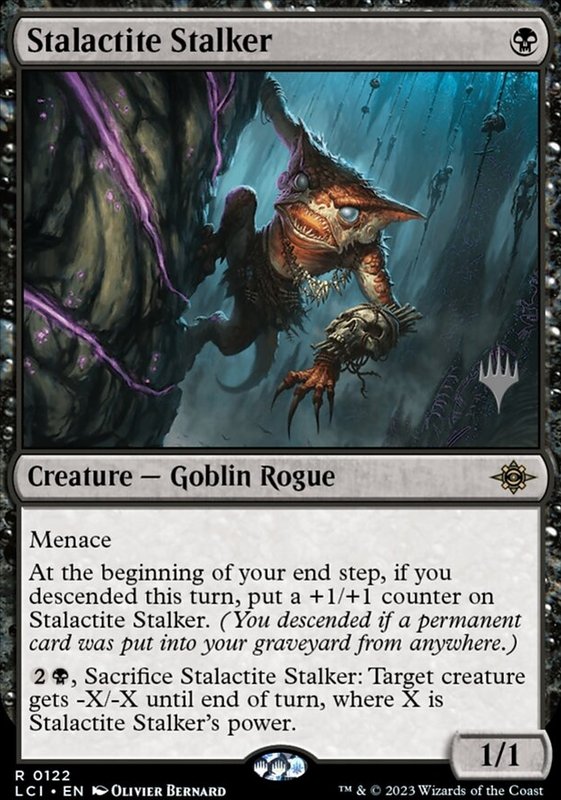 Stalactite Stalker
Creature — Goblin Rogue
Menace
At the beginning of your end step, if you
descended this turn, put a +1/+1 counter on
Stalactite Stalker. (You descended if a permanent
card was put into your graveyard from anywhere.)
2, Sacrifice Stalactite Stalker: Target creature
gets -X/-X until end of turn, where X is
Stalactite Stalker's power.
1/1
R 0122
LCI • EN Olivier Bernard
™ & © 2023 Wizards of the Coast